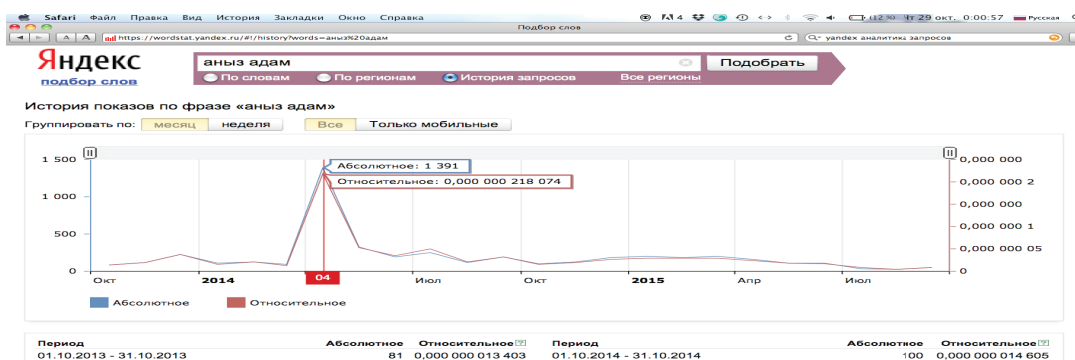 Safari Файл Правка Вид История Закладки Окно Справка 4 (12 %) Чт 29 окт. 0:00:57 Русская
Подбор слов
A A https://wordstat.yandex.ru/#!/history?words=аныз%20адам yandex аналитика запросов
Яндекс
подбор слов
аныз адам
Подобрать
По словам По регионам История запросов Все регионы
История показов по фразе «аныз адам»
Группировать по: месяц неделя Все Только мобильные
1 500
1 000
500
0
Абсолютное: 1 391
Относительное: 0,000 000 218 074
0,000 000
0,000 000 2
0,000 000
0,000 000 1
0,000 000 05
0
Окт 2014 04 Июл Окт 2015 Апр Июл
Абсолютное Относительное
Период Абсолютное Относительное Период Абсолютное Относительное
01.10.2013 - 31.10.2013 81 0,000 000 013 403 01.10.2014 - 31.10.2014 100 0,000 000 014 605